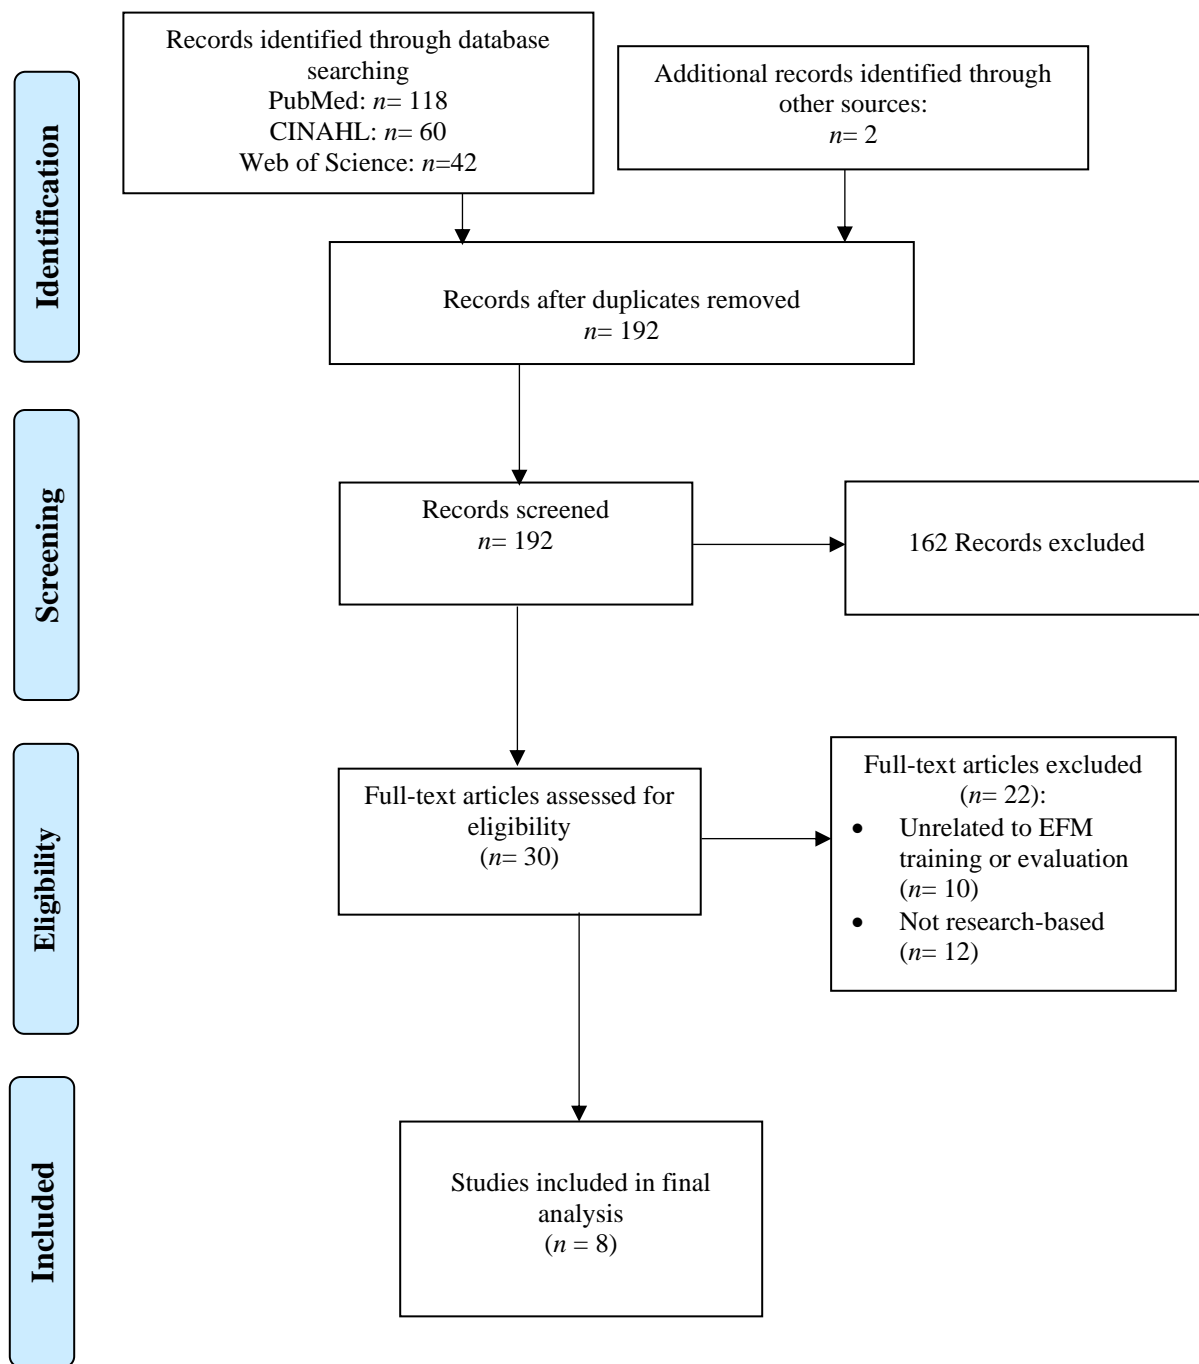 Identification
Records identified through database
searching
PubMed: n= 118
CINAHL: n= 60
Web of Science: n=42
Additional records identified through
other sources:
n= 2
Records after duplicates removed
n= 192
Screening
Records screened
n= 192
162 Records excluded
Eligibility
Full-text articles assessed for
eligibility
(n= 30)
Full-text articles excluded
(n= 22):
• Unrelated to EFM
training or evaluation
(n= 10)
• Not research-based
(n= 12)
Included
Studies included in final
analysis
(n = 8)